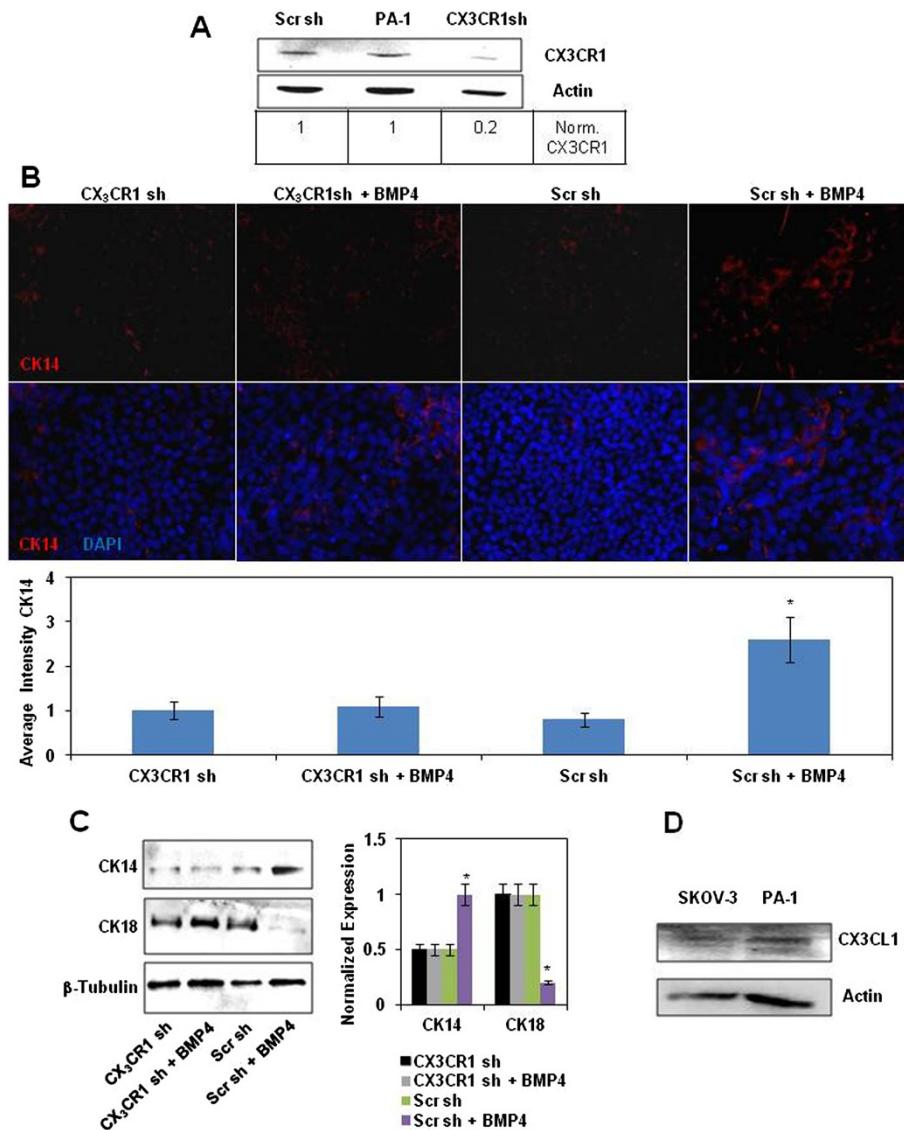 A
Scr sh PA-1 CX3CR1sh
CX3CR1
Actin
1 1 0.2 Norm. CX3CR1
B
CX₃CR1 sh CX₃CR1sh + BMP4 Scr sh Scr sh + BMP4
CK14
CK14 DAPI
Average Intensity CK14
4
3
2
1
0
*
CX3CR1 sh CX3CR1 sh + BMP4 Scr sh Scr sh + BMP4
C
CK14
CK18
β-Tubulin
CX₃CR1 sh
CX₃CR1 sh + BMP4
Scr sh
Scr sh + BMP4
Normalized Expression
1.5
1
0.5
0
*
*
CK14 CK18
CX3CR1 sh
CX3CR1 sh + BMP4
Scr sh
Scr sh + BMP4
D
SKOV-3 PA-1
CX3CL1
Actin